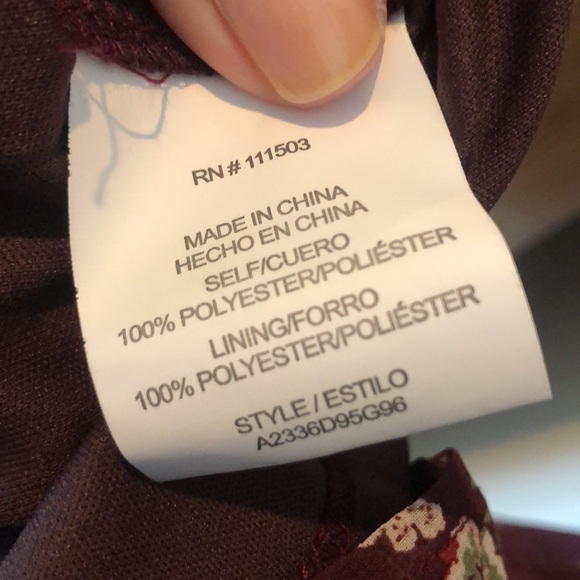 RN # 111503
MADE IN CHINA
HECHO EN CHINA
SELF/CUERO
100% POLYESTER/POLIÉSTER
LINING/FORRO
100% POLYESTER/POLIÉSTER
STYLE / ESTILO
A2336D95G96